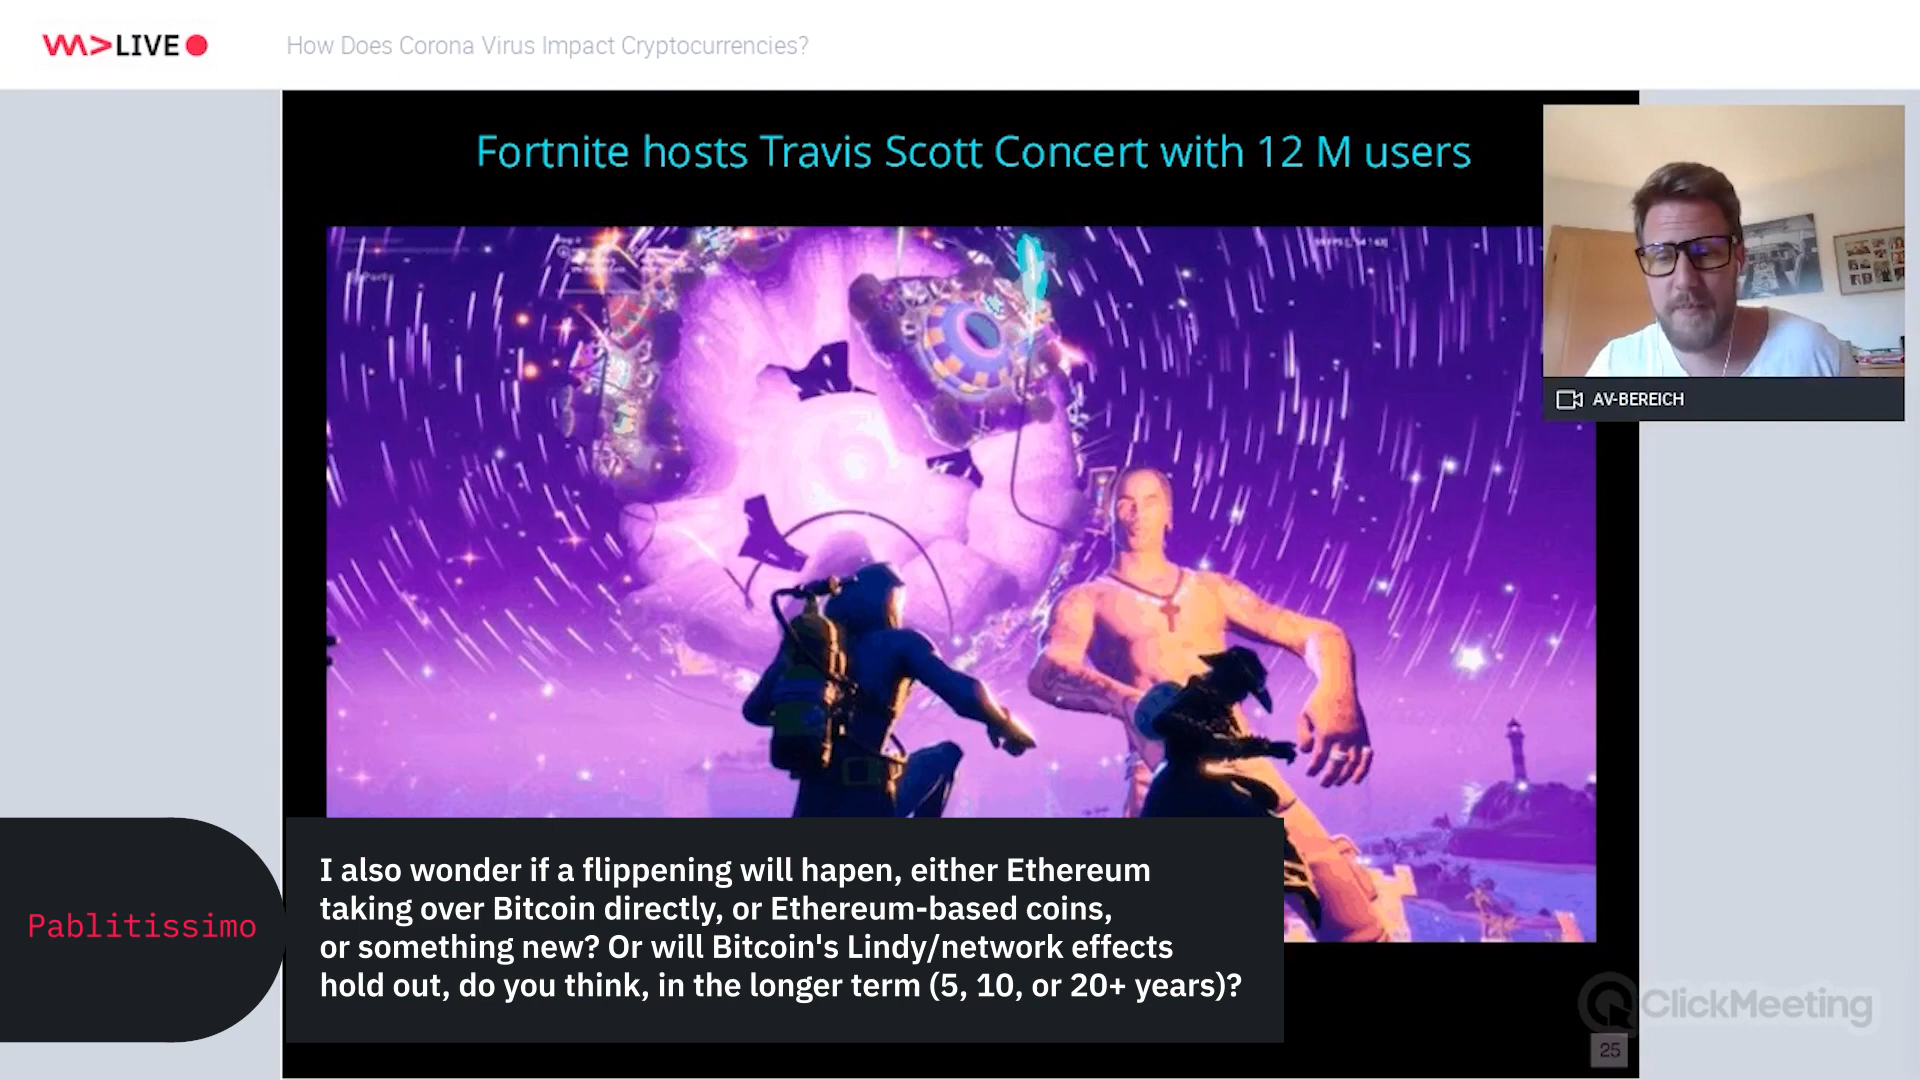 VM>LIVE
How Does Corona Virus Impact Cryptocurrencies?
Fortnite hosts Travis Scott Concert with 12 M users
AV-BEREICH
Pablitissimo
I also wonder if a flippening will hapen, either Ethereum
taking over Bitcoin directly, or Ethereum-based coins,
or something new? Or will Bitcoin's Lindy/network effects
hold out, do you think, in the longer term (5, 10, or 20+ years)?
ClickMeeting
25